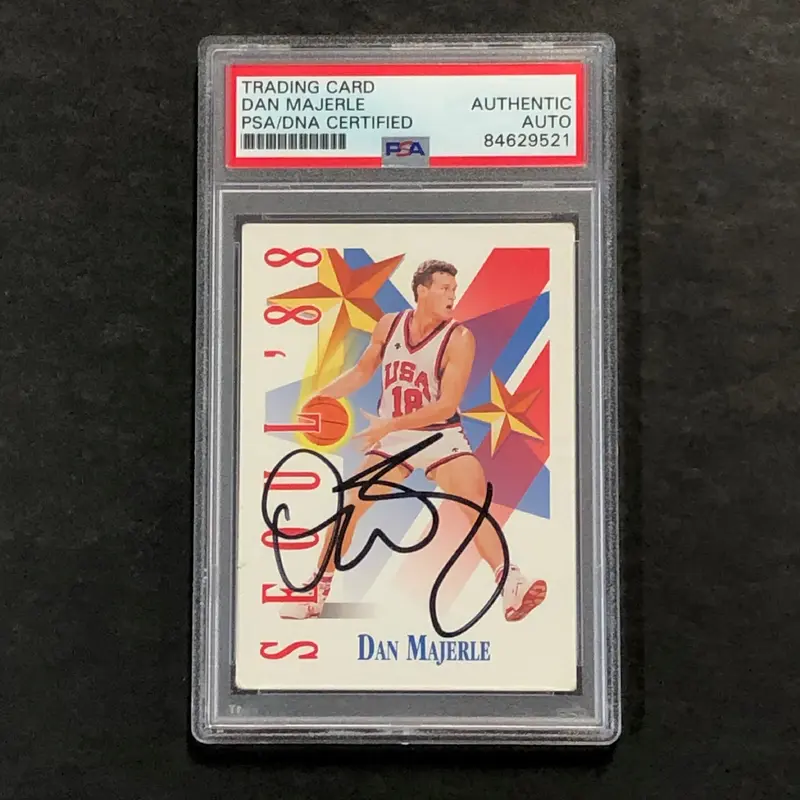 TRADING CARD
DAN MAJERLE
PSA/DNA CERTIFIED
AUTHENTIC
AUTO
84629521
PSA
SEOUL '88
USA
18
DAN MAJERLE